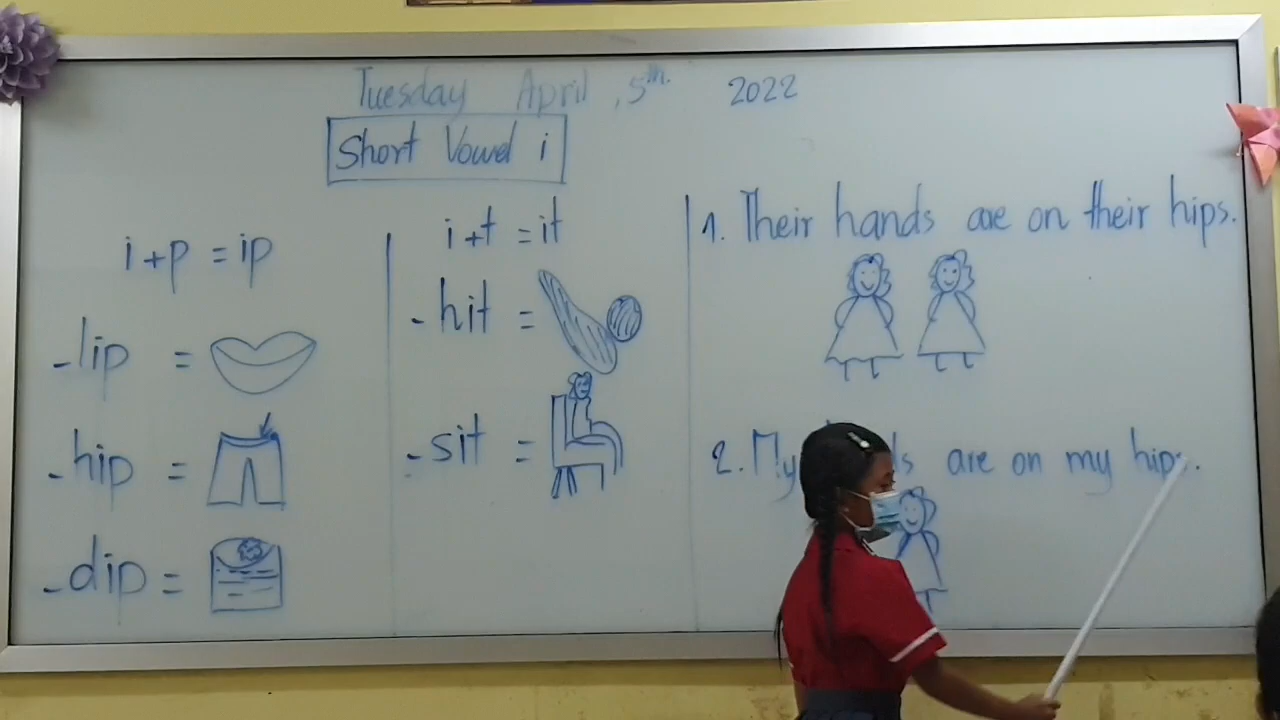 Tuesday April, 5th. 2022
Short Vowel i
i+p = ip
-lip =
-hip =
-dip =
i+t = it
-hit =
-sit =
1. Their hands are on their hips.
2. My are on my hips.